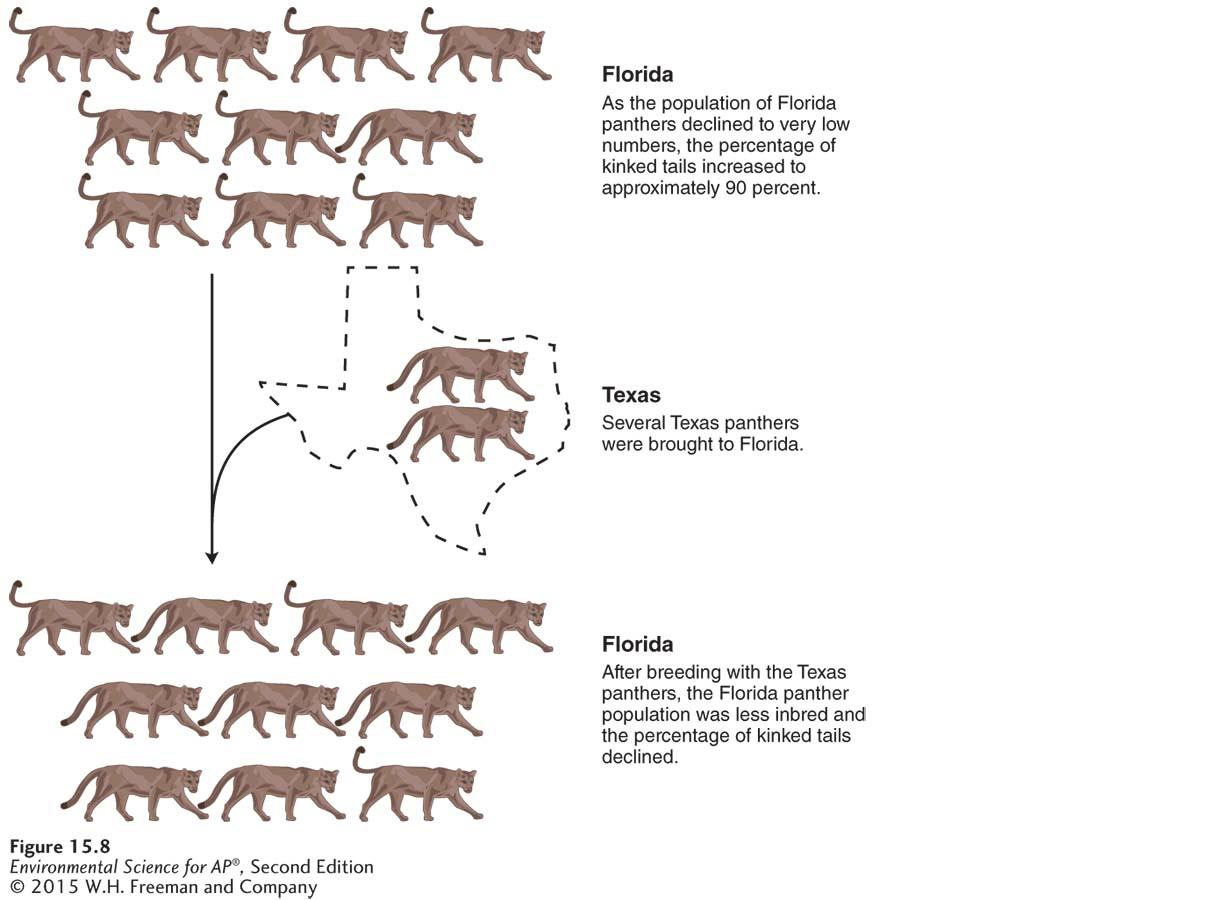 Florida
As the population of Florida
panthers declined to very low
numbers, the percentage of
kinked tails increased to
approximately 90 percent.
Texas
Several Texas panthers
were brought to Florida.
Florida
After breeding with the Texas
panthers, the Florida panther
population was less inbred and
the percentage of kinked tails
declined.
Figure 15.8
Environmental Science for AP®, Second Edition
© 2015 W.H. Freeman and Company